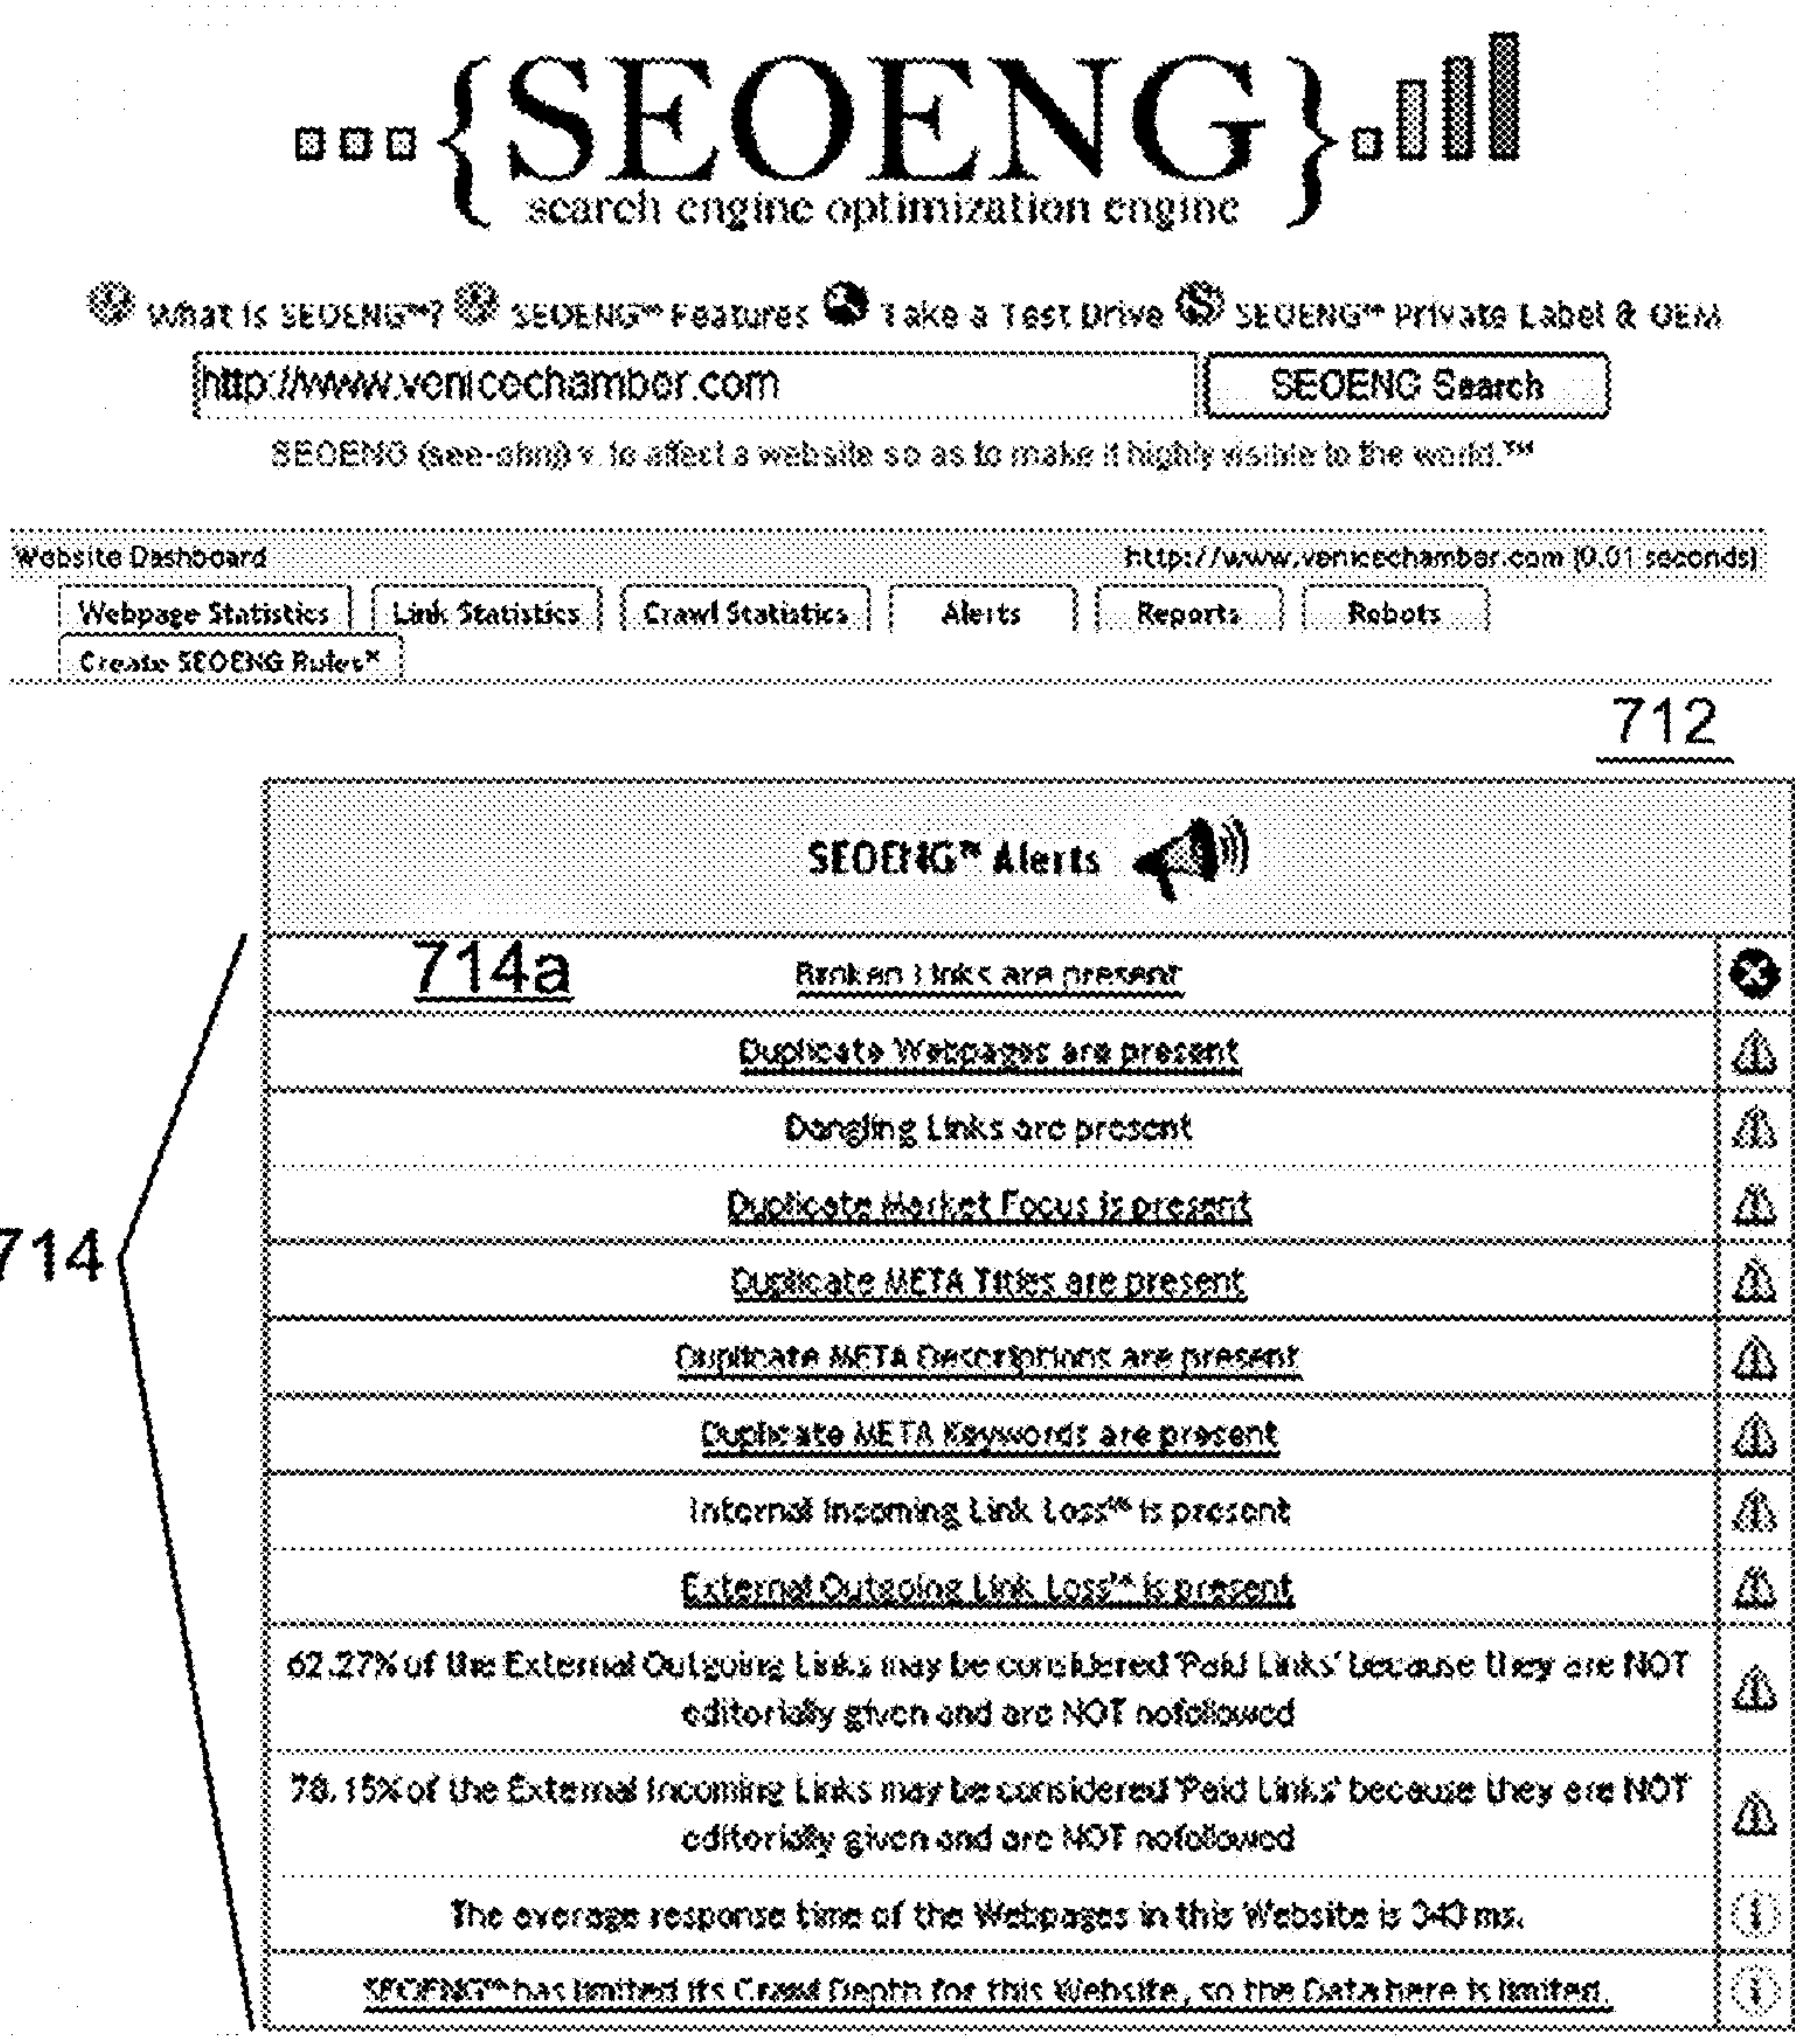 {SEOENG}
search engine optimization engine
What is SEOENG™? SEOENG™ Features Take a Test Drive SEOENG™ Private Label & OEM
http://www.venicechamber.com SEOENG Search
SEOENG (see-ahng) v. to affect a website so as to make it highly visible to the world.™
Website Dashboard http://www.venicechamber.com (0.01 seconds)
Webpage Statistics Link Statistics Crawl Statistics Alerts Reports Robots
Create SEOENG Rules™
712
SEOENG™ Alerts
714a Broken Links are present
Duplicate Webpages are present
Dangling Links are present
Duplicate Market Focus is present
714
Duplicate META Titles are present
Duplicate META Descriptions are present
Duplicate META Keywords are present
Internal Incoming Link Loss™ is present
External Outgoing Link Loss™ is present
62.27% of the External Outgoing Links may be considered 'Paid Links' because they are NOT
editorially given and are NOT nofollowed
78.15% of the External Incoming Links may be considered 'Paid Links' because they are NOT
editorially given and are NOT nofollowed
The average response time of the Webpages in this Website is ms.
SEOENG™ has limited its Crawl Depth for this Website, so the Data here is limited.